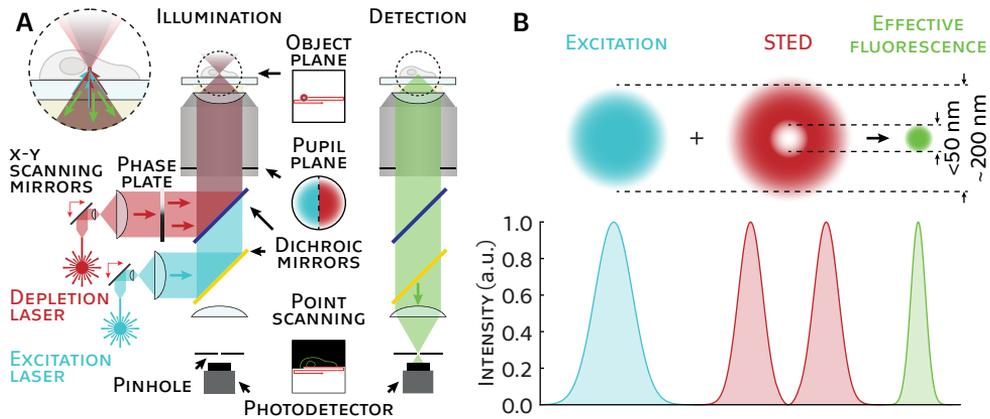 A
ILLUMINATION
DETECTION
OBJECT
PLANE
PUPIL
PLANE
X-Y
SCANNING
MIRRORS
PHASE
PLATE
DICHROIC
MIRRORS
DEPLETION
LASER
POINT
SCANNING
EXCITATION
LASER
PINHOLE
PHOTODETECTOR
B
EXCITATION
STED
EFFECTIVE
FLUORESCENCE
+
<50 nm
~200 nm
INTENSITY (a.u.)
1.0
0.8
0.6
0.4
0.2
0.0